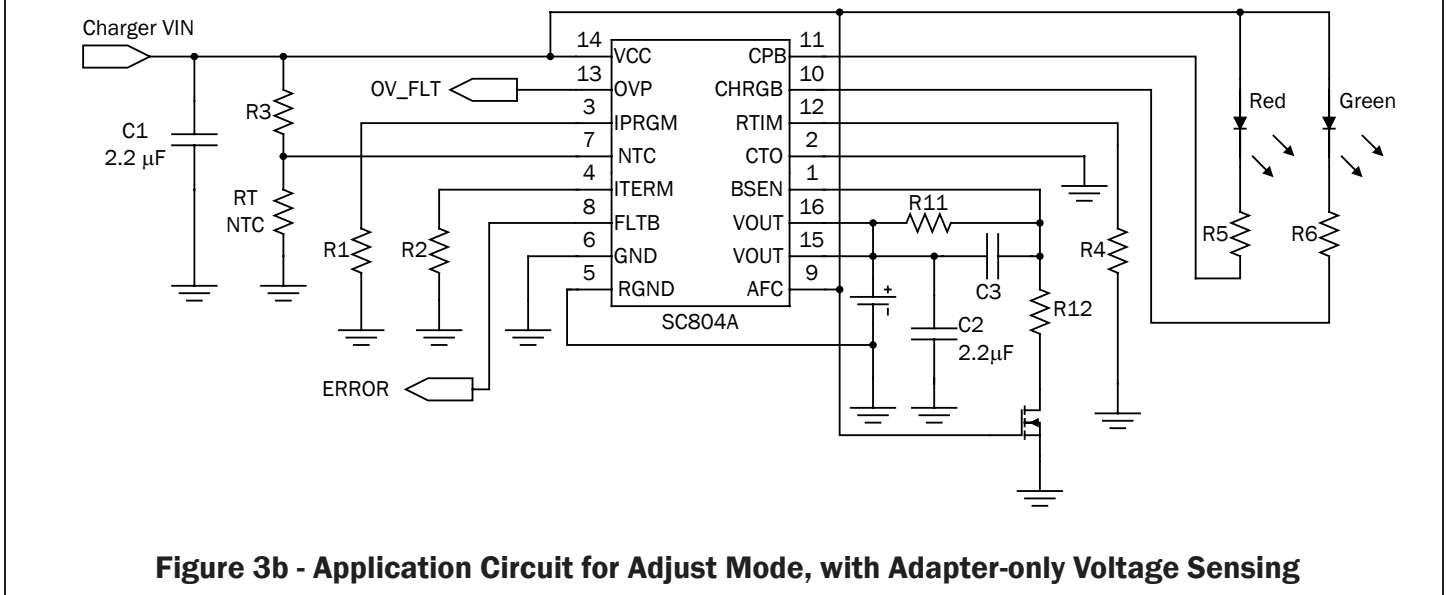 Charger VIN
C1
2.2 μF
R3
RT
NTC
OV_FLT
R1
R2
ERROR
14
13
3
7
4
8
6
5
VCC
OVP
IPRGM
NTC
ITERM
FLTB
GND
RGND
CPB
CHRGB
RTIM
CTO
BSEN
VOUT
VOUT
AFC
11
10
12
2
1
16
15
9
SC804A
R11
C3
+
C2
2.2μF
R12
R4
Red
Green
R5
R6
Figure 3b - Application Circuit for Adjust Mode, with Adapter-only Voltage Sensing